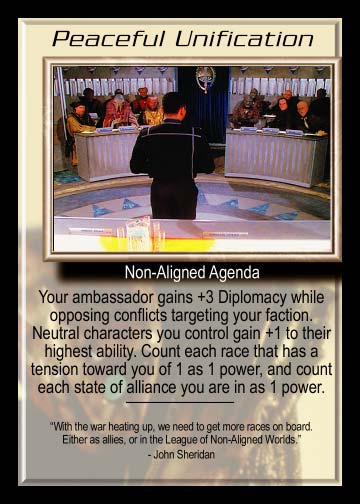 Peaceful Unification
Non-Aligned Agenda
Your ambassador gains +3 Diplomacy while
opposing conflicts targeting your faction.
Neutral characters you control gain +1 to their
highest ability. Count each race that has a
tension toward you of 1 as 1 power, and count
each state of alliance you are in as 1 power.
“With the war heating up, we need to get more races on board.
Either as allies, or in the League of Non-Aligned Worlds.”
- John Sheridan